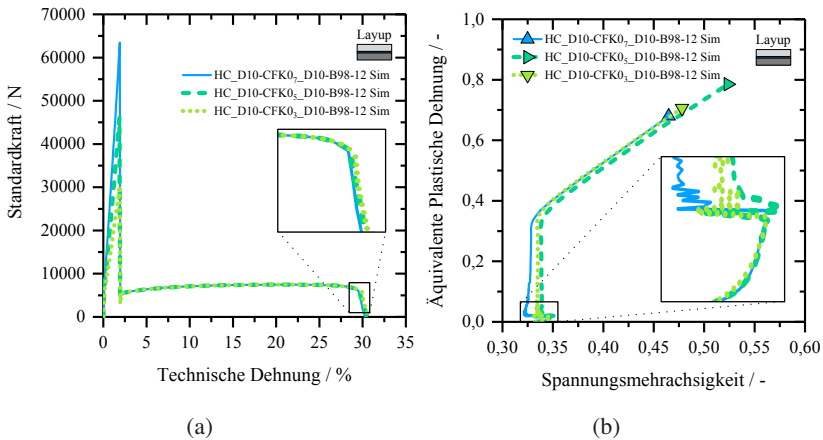 Standardkraft / N
70000
60000
50000
40000
30000
20000
10000
0
0 5 10 15 20 25 30 35
Technische Dehnung / %
Layup
HC_D10-CFK0₇_D10-B98-12 Sim
HC_D10-CFK0₅_D10-B98-12 Sim
HC_D10-CFK0₃_D10-B98-12 Sim
(a)
Äquivalente Plastische Dehnung / -
1,0
0,8
0,6
0,4
0,2
0,0
0,30 0,35 0,40 0,45 0,50 0,55 0,60
Spannungsmehrachsigkeit / -
HC_D10-CFK0₇_D10-B98-12 Sim
HC_D10-CFK0₅_D10-B98-12 Sim
HC_D10-CFK0₃_D10-B98-12 Sim
Layup
(b)